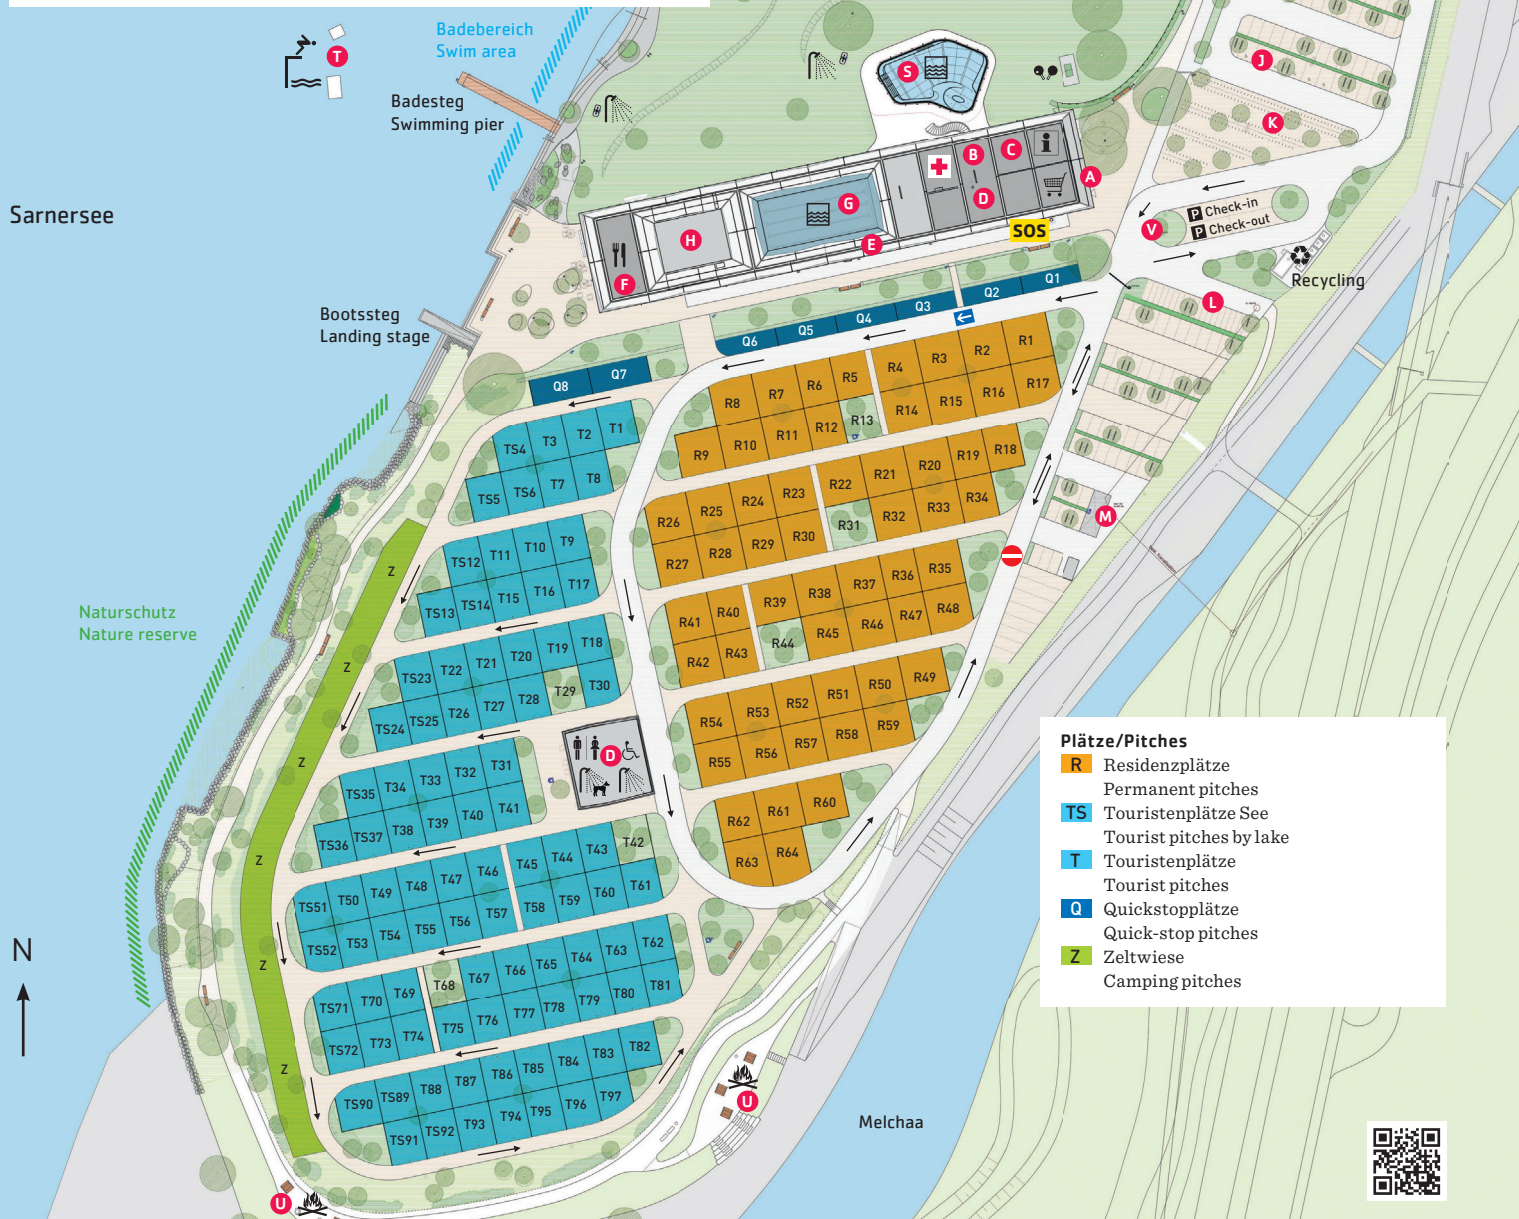 Badebereich
Swim area
T
Badesteg
Swimming pier
S
J
K
Sarnersee
B
C
i
A
D
G
H
E
F
SOS
P Check-in
P Check-out
V
Recycling
L
Bootssteg
Landing stage
Q8
Q7
Q6
Q5
Q4
Q3
Q2
Q1
R8
R7
R6
R5
R4
R3
R2
R1
R9
R10
R11
R12
R13
R14
R15
R16
R17
R26
R25
R24
R23
R22
R21
R20
R19
R18
R27
R28
R29
R30
R31
R32
R33
R34
M
R41
R40
R39
R38
R37
R36
R35
R42
R43
R44
R45
R46
R47
R48
R54
R53
R52
R51
R50
R49
R55
R56
R57
R58
R59
R62
R61
R60
R63
R64
TS4
T3
T2
T1
TS5
TS6
T7
T8
TS12
T11
T10
T9
TS13
TS14
T15
T16
T17
TS23
T22
T21
T20
T19
T18
TS24
TS25
T26
T27
T28
T29
T30
D
TS35
T34
T33
T32
T31
TS36
TS37
T38
T39
T40
T41
TS51
T50
T49
T48
T47
T46
T45
T44
T43
T42
TS52
T53
T54
T55
T56
T57
T58
T59
T60
T61
TS71
T70
T69
T68
T67
T66
T65
T64
T63
T62
TS72
T73
T74
T75
T76
T77
T78
T79
T80
T81
TS90
TS89
T88
T87
T86
T85
T84
T83
T82
TS91
TS92
T93
T94
T95
T96
T97
Z
Z
Z
Z
Z
Z
Naturschutz
Nature reserve
N
U
U
Melchaa
Plätze/Pitches
R Residenzplätze
Permanent pitches
TS Touristenplätze See
Tourist pitches by lake
T Touristenplätze
Tourist pitches
Q Quickstopplätze
Quick-stop pitches
Z Zeltwiese
Camping pitches